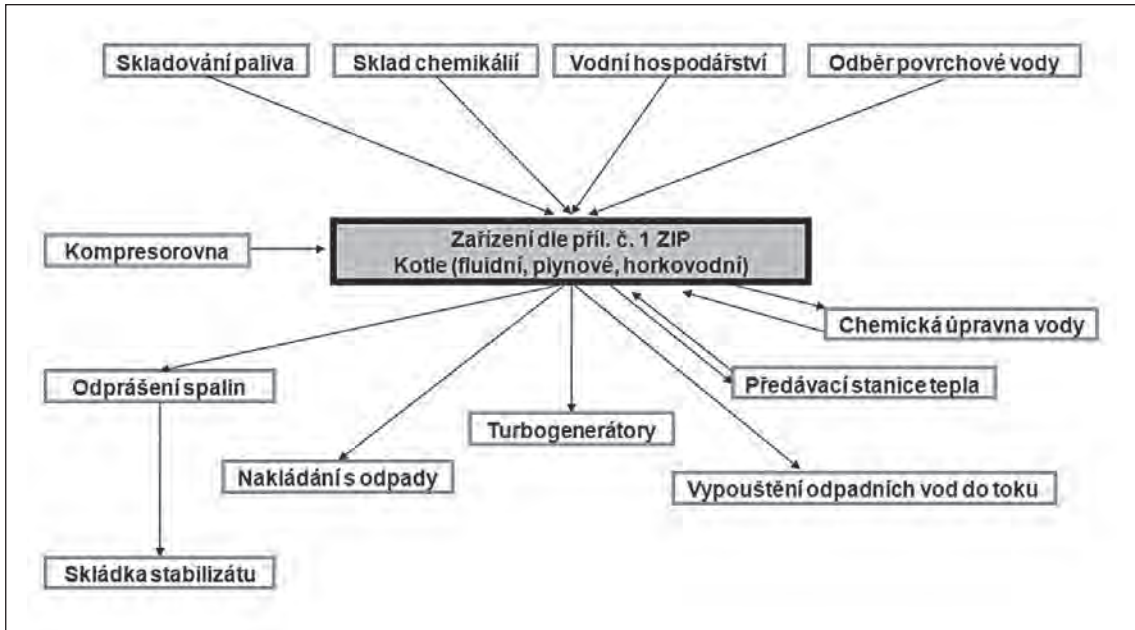 Skladování paliva
Sklad chemikálií
Vodní hospodářství
Odběr povrchové vody
Zařízení dle příl. č. 1 ZIP
Kotle (fluidní, plynové, horkovodní)
Kompresorovna
Chemická úpravna vody
Odprášení spalin
Předávací stanice tepla
Turbogenerátory
Nakládání s odpady
Vypouštění odpadních vod do toku
Skládka stabilizátu